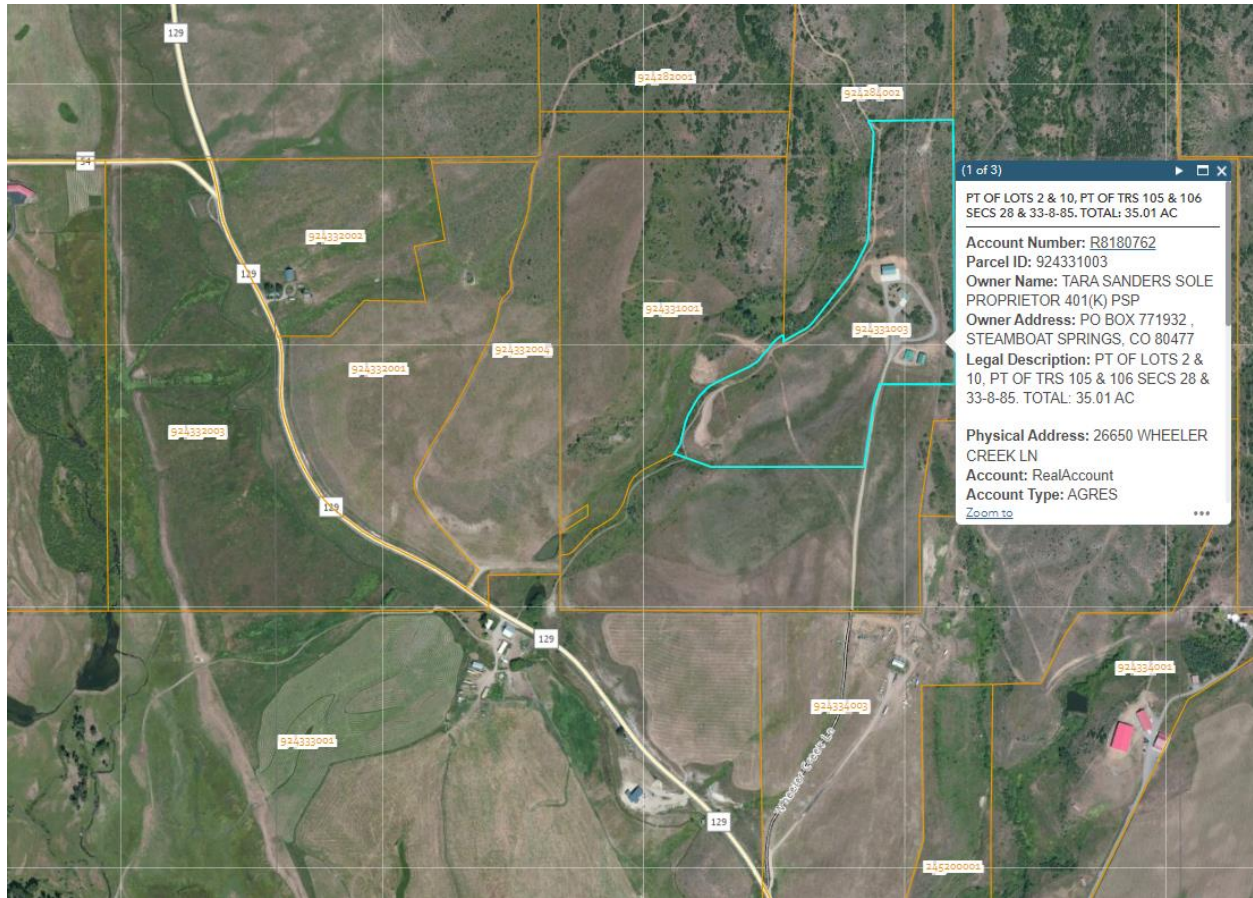 129
924282001
924284002
54
(1 of 3)
PT OF LOTS 2 & 10, PT OF TRS 105 & 106
SECS 28 & 33-8-85. TOTAL: 35.01 AC
Account Number: R8180762
Parcel ID: 924331003
Owner Name: TARA SANDERS SOLE
PROPRIETOR 401(K) PSP
Owner Address: PO BOX 771932 ,
STEAMBOAT SPRINGS, CO 80477
Legal Description: PT OF LOTS 2 &
10, PT OF TRS 105 & 106 SECS 28 &
33-8-85. TOTAL: 35.01 AC
Physical Address: 26650 WHEELER
CREEK LN
Account: RealAccount
Account Type: AGRES
Zoom to
924332002
129
924331001
924331003
924332004
924332001
924332003
129
129
924334001
924334003
924333001
Wheeler Creek Ln
129
245200001